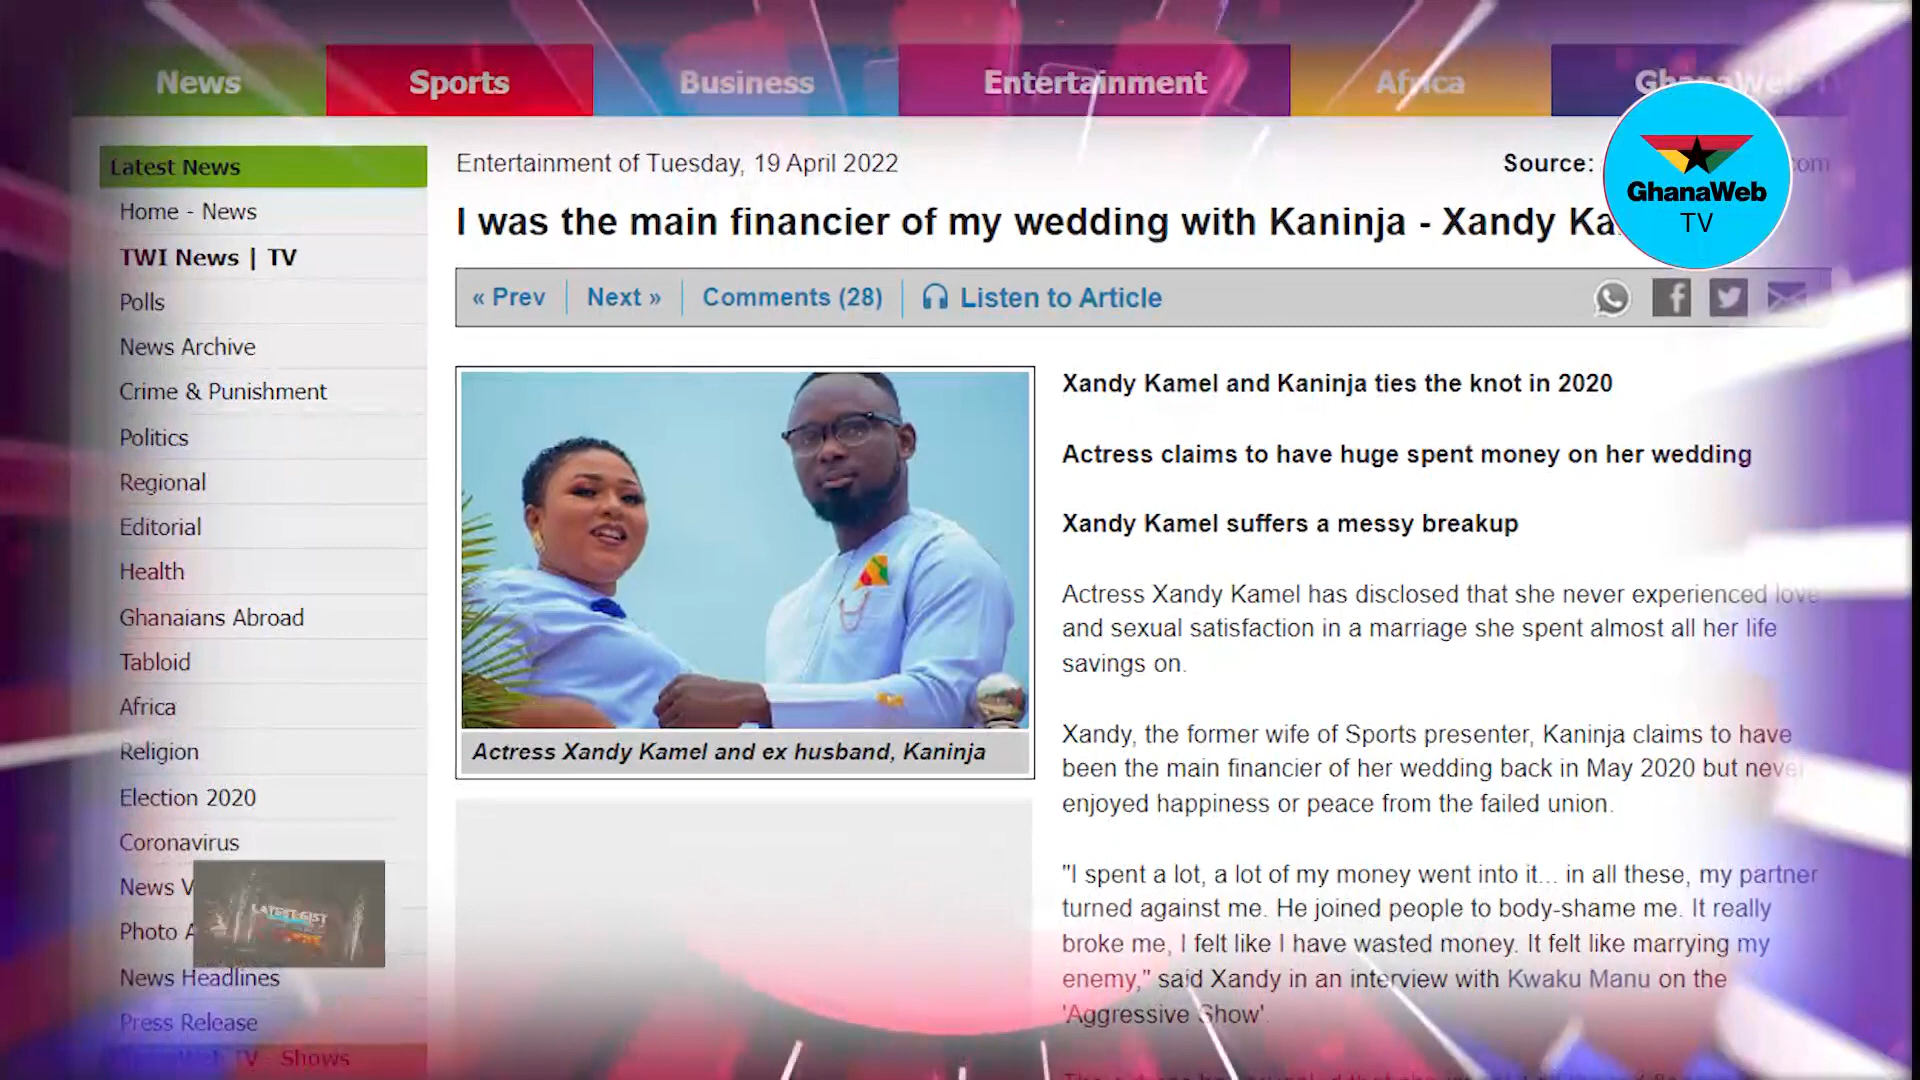 News
Sports
Business
Entertainment
Africa
GhanaWeb
GhanaWeb
TV
Latest News
Home - News
TWI News | TV
Polls
News Archive
Crime & Punishment
Politics
Regional
Editorial
Health
Ghanaians Abroad
Tabloid
Africa
Religion
Election 2020
Coronavirus
News V
Photo A
News Headlines
Press Release
TV - Shows
LATEST GIST
Entertainment of Tuesday, 19 April 2022
Source: com
I was the main financier of my wedding with Kaninja - Xandy Ka
« Prev
Next »
Comments (28)
Listen to Article
Actress Xandy Kamel and ex husband, Kaninja
Xandy Kamel and Kaninja ties the knot in 2020
Actress claims to have huge spent money on her wedding
Xandy Kamel suffers a messy breakup
Actress Xandy Kamel has disclosed that she never experienced love
and sexual satisfaction in a marriage she spent almost all her life
savings on.
Xandy, the former wife of Sports presenter, Kaninja claims to have
been the main financier of her wedding back in May 2020 but never
enjoyed happiness or peace from the failed union.
"I spent a lot, a lot of my money went into it... in all these, my partner
turned against me. He joined people to body-shame me. It really
broke me, I felt like I have wasted money. It felt like marrying my
enemy," said Xandy in an interview with Kwaku Manu on the
'Aggressive Show'.